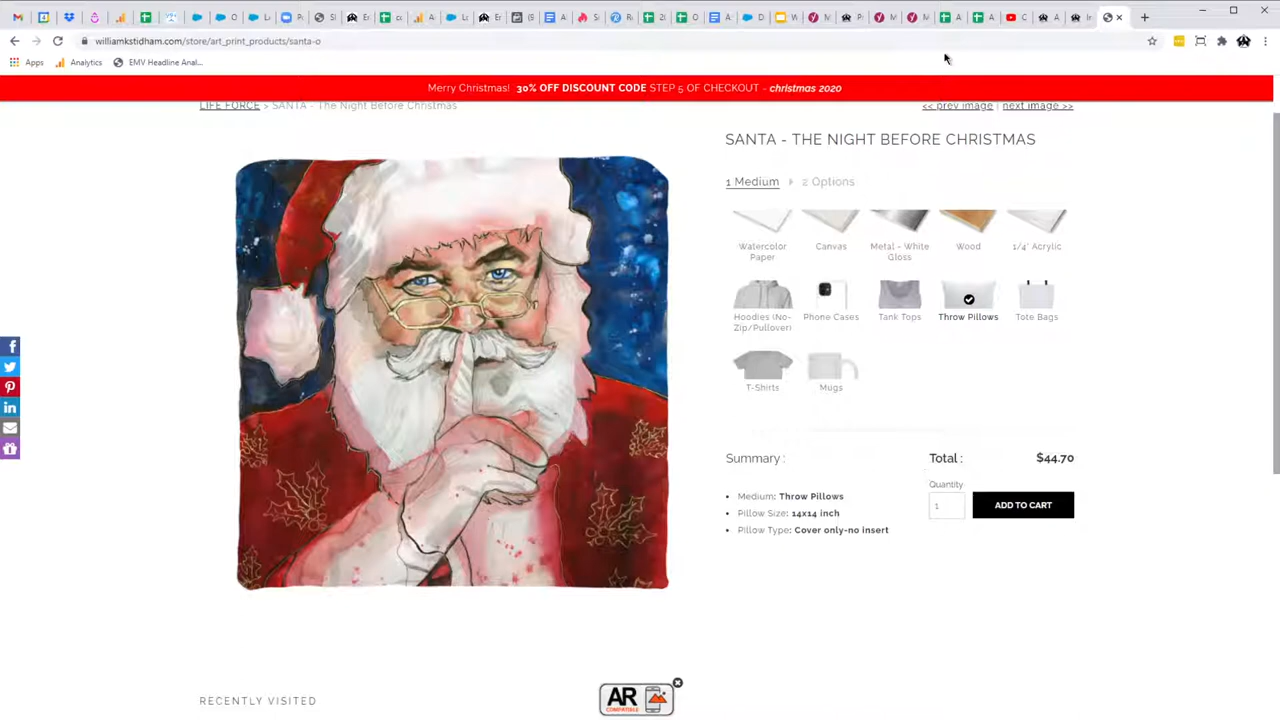 williamkstidham.com/store/art_print_products/santa-o
Apps Analytics EMV Headline Anal...
Merry Christmas! 30% OFF DISCOUNT CODE STEP 5 OF CHECKOUT - christmas 2020
LIFE FORCE > SANTA - The Night Before Christmas
<< prev image | next image >>
SANTA - THE NIGHT BEFORE CHRISTMAS
1 Medium 2 Options
Watercolor Paper
Canvas
Metal - White Gloss
Wood
1/4" Acrylic
Hoodies (No-Zip/Pullover)
Phone Cases
Tank Tops
Throw Pillows
Tote Bags
T-Shirts
Mugs
Summary :
Total : $44.70
Quantity
1
ADD TO CART
• Medium: Throw Pillows
• Pillow Size: 14x14 inch
• Pillow Type: Cover only-no insert
RECENTLY VISITED
AR
COMPATIBLE